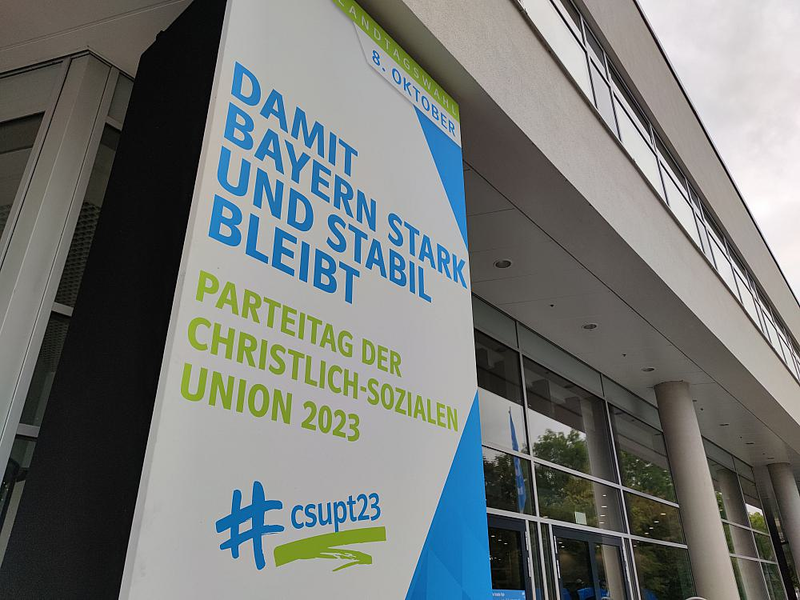 LANDTAGSWAHL
8. OKTOBER
DAMIT
BAYERN STARK
UND STABIL
BLEIBT
PARTEITAG DER
CHRISTLICH-SOZIALEN
UNION 2023
#csupt23